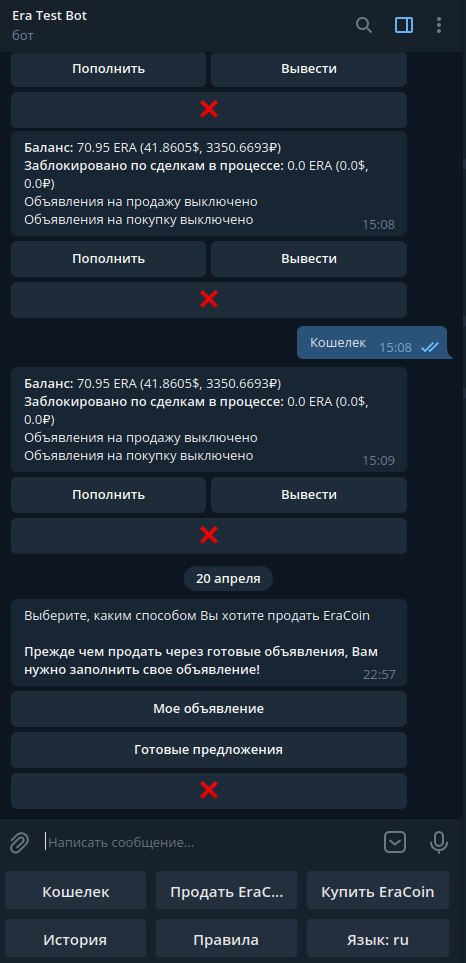 Era Test Bot
бот
Пополнить
Вывести
Баланс: 70.95 ERA (41.8605$, 3350.6693₽)
Заблокировано по сделкам в процессе: 0.0 ERA (0.0$,
0.0₽)
Объявления на продажу выключено
Объявления на покупку выключено
15:08
Пополнить
Вывести
Кошелек
15:08
Баланс: 70.95 ERA (41.8605$, 3350.6693₽)
Заблокировано по сделкам в процессе: 0.0 ERA (0.0$,
0.0₽)
Объявления на продажу выключено
Объявления на покупку выключено
15:09
Пополнить
Вывести
20 апреля
Выберите, каким способом Вы хотите продать EraCoin
Прежде чем продать через готовые объявления, Вам
нужно заполнить свое объявление!
22:57
Мое объявление
Готовые предложения
Написать сообщение...
Кошелек
Продать EraC...
Купить EraCoin
История
Правила
Язык: ru